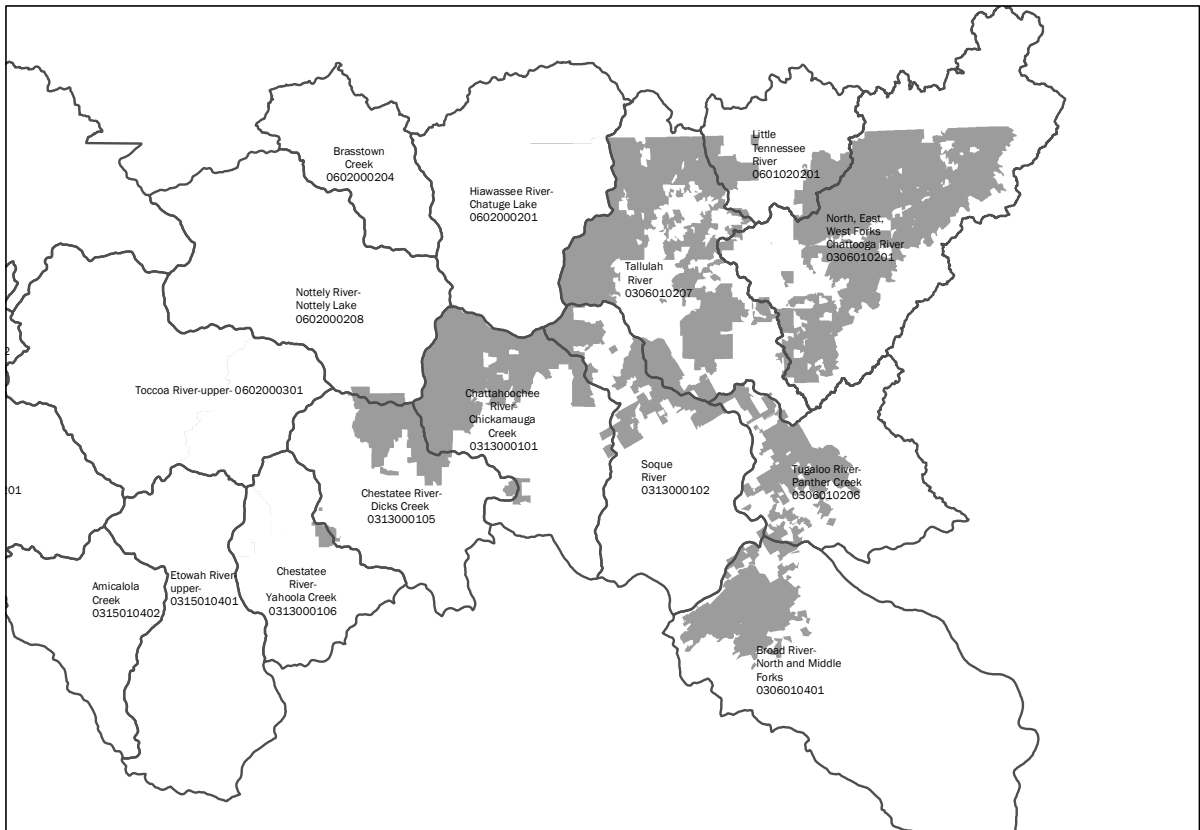 Little
Tennessee
River
0601020201
Brasstown
Creek
0602000204
Hiawassee River-
Chatuge Lake
0602000201
North, East,
West Forks
Chattooga River
0306010201
Tallulah
River
0306010207
Nottely River-
Nottely Lake
0602000208
2
Toccoa River-upper- 0602000301
Chattahoochee
River-
Chickamauga
Creek
0313000101
Soque
River
0313000102
Tugaloo River-
Panther Creek
0306010206
201
Chestatee River-
Dicks Creek
0313000105
Amicalola
Creek
0315010402
Etowah River
upper-
0315010401
Chestatee
River-
Yahoola Creek
0313000106
Broad River-
North and Middle
Forks
0306010401